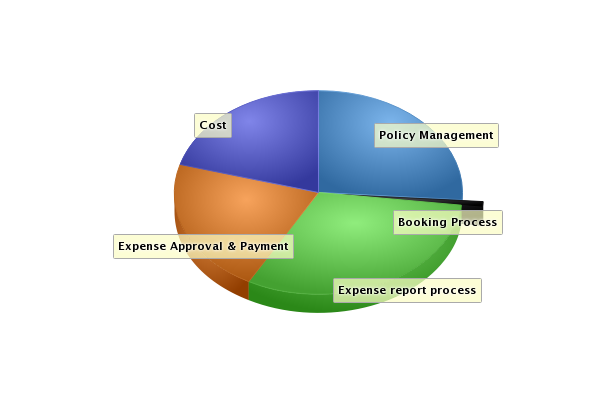 Cost
Policy Management
Booking Process
Expense Approval & Payment
Expense report process